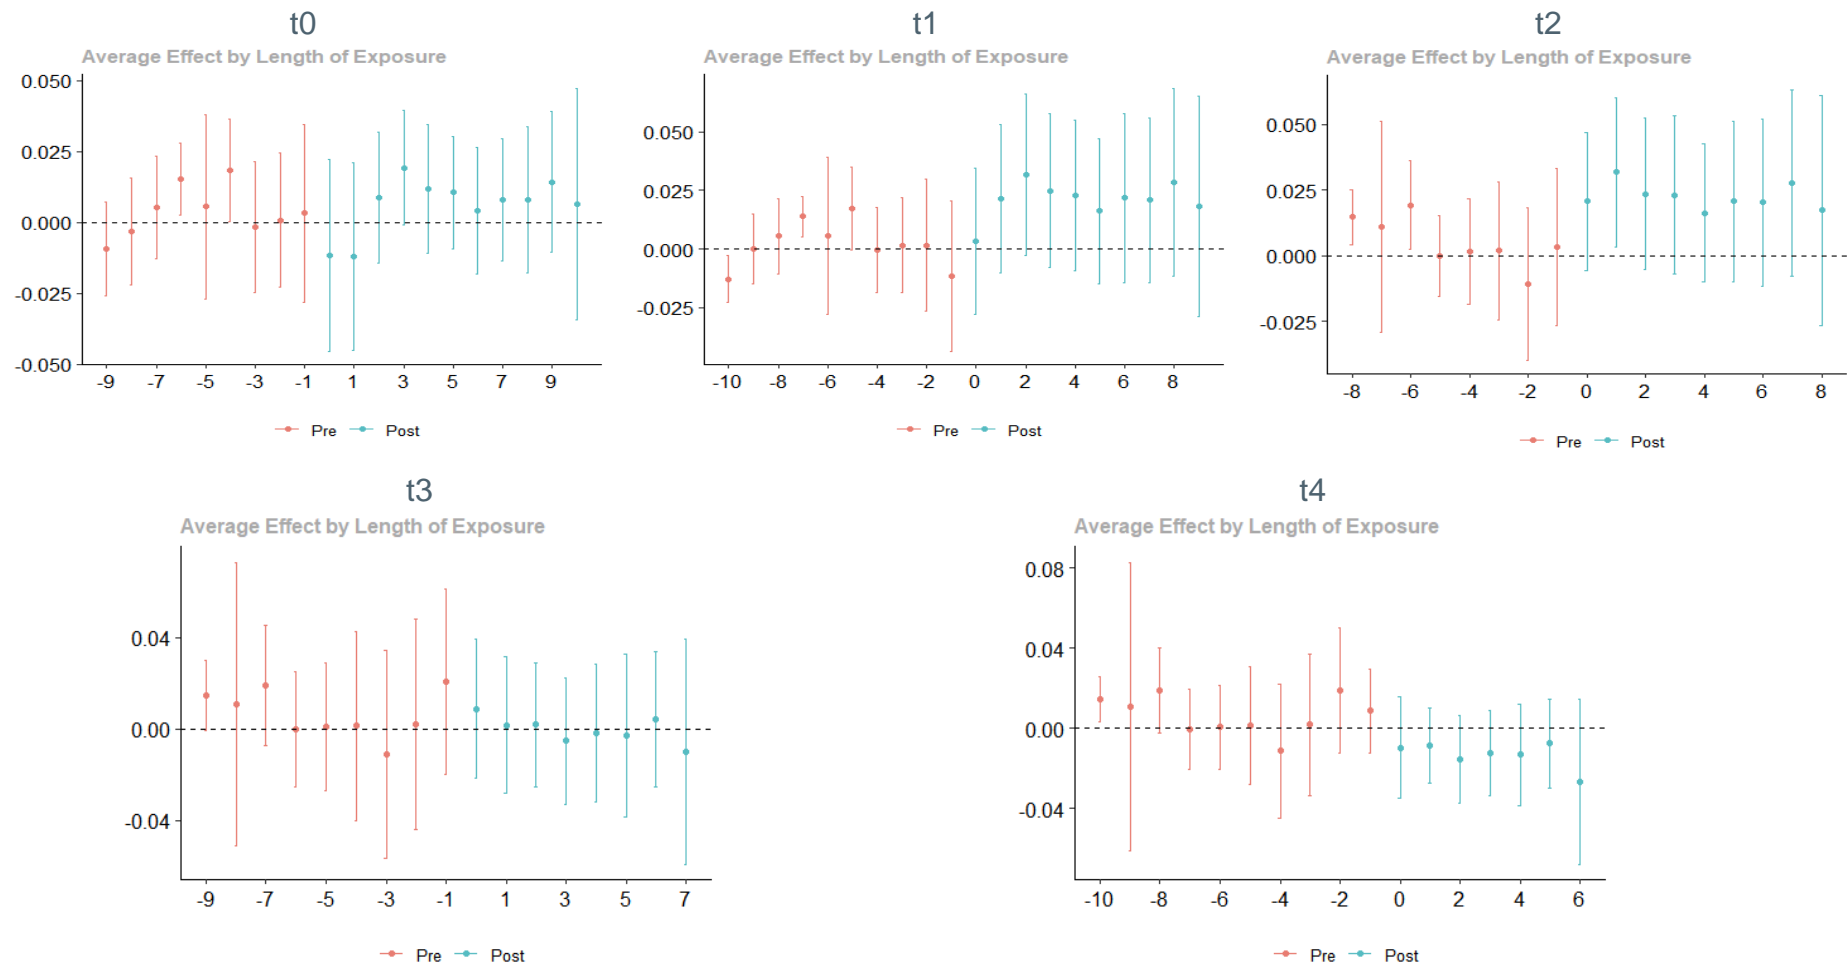 t0
Average Effect by Length of Exposure
0.050
0.025
0.000
-0.025
-0.050
-9 -7 -5 -3 -1 1 3 5 7 9
Pre Post
t1
Average Effect by Length of Exposure
0.050
0.025
0.000
-0.025
-10 -8 -6 -4 -2 0 2 4 6 8
Pre Post
t2
Average Effect by Length of Exposure
0.050
0.025
0.000
-0.025
-8 -6 -4 -2 0 2 4 6 8
Pre Post
t3
Average Effect by Length of Exposure
0.04
0.00
-0.04
-9 -7 -5 -3 -1 1 3 5 7
Pre Post
t4
Average Effect by Length of Exposure
0.08
0.04
0.00
-0.04
-10 -8 -6 -4 -2 0 2 4 6
Pre Post